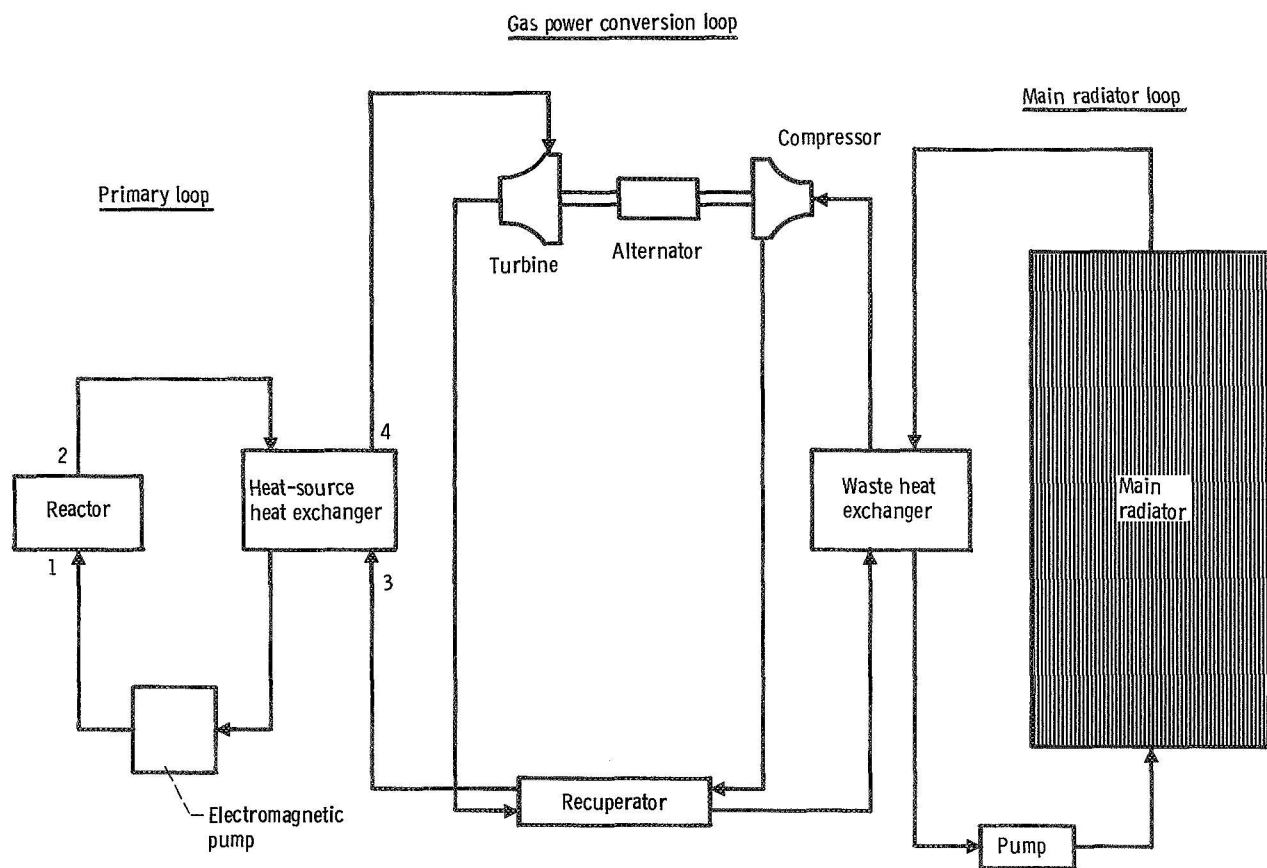 Gas power conversion loop
Main radiator loop
Compressor
Primary loop
Turbine
Alternator
4
2
Heat-source
heat exchanger
Waste heat
exchanger
Main
radiator
Reactor
1
3
Recuperator
Electromagnetic
pump
Pump